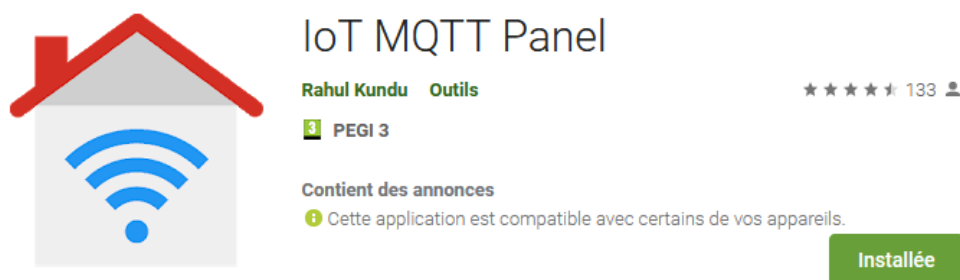 IoT MQTT Panel
Rahul Kundu Outils 133
3 PEGI 3
Contient des annonces
Cette application est compatible avec certains de vos appareils.
Installée